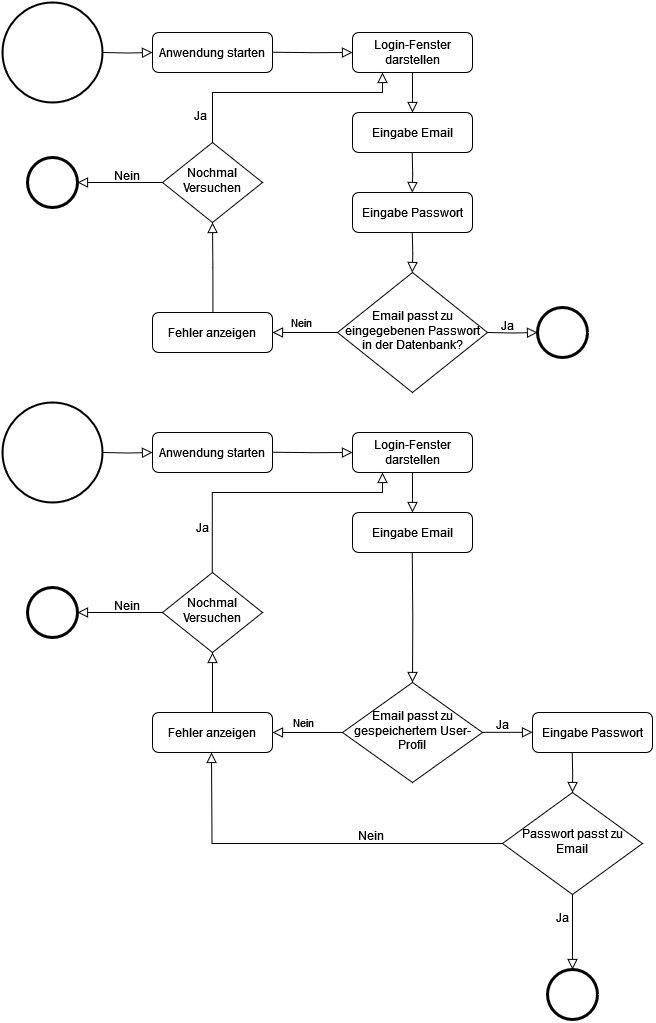 Anwendung starten
Login-Fenster
darstellen
Ja
Eingabe Email
Nein
Nochmal
Versuchen
Eingabe Passwort
Fehler anzeigen
Nein
Email passt zu
eingegebenen Passwort
in der Datenbank?
Ja
Anwendung starten
Login-Fenster
darstellen
Ja
Eingabe Email
Nein
Nochmal
Versuchen
Fehler anzeigen
Nein
Email passt zu
gespeichertem User-
Profil
Ja
Eingabe Passwort
Nein
Passwort passt zu
Email
Ja